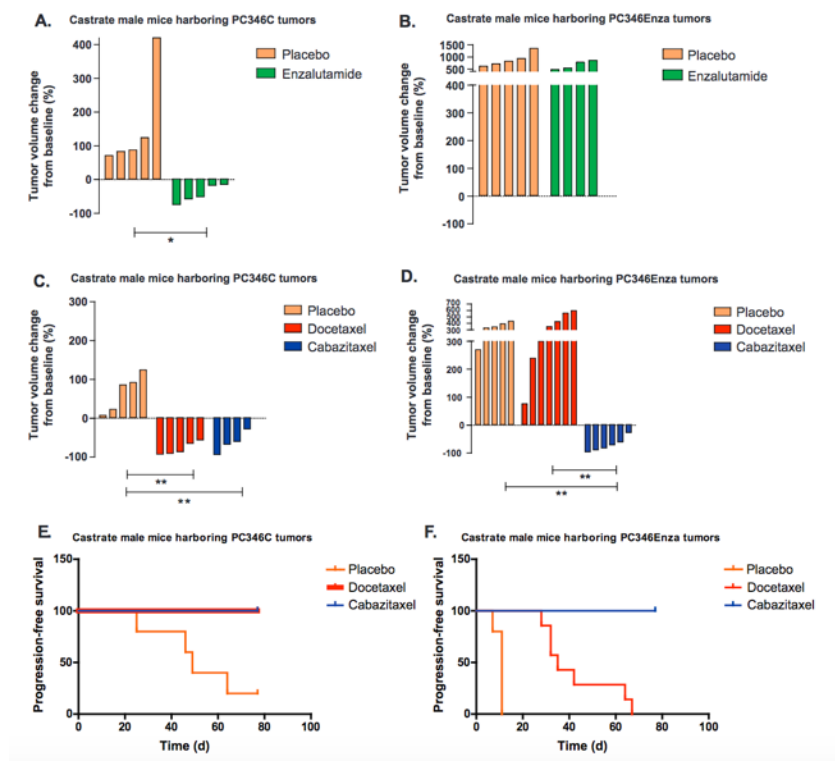 A. Castrate male mice harboring PC346C tumors
Tumor volume change
from baseline (%)
400
300
200
100
0
-100
Placebo
Enzalutamide
*
B. Castrate male mice harboring PC346Enza tumors
Tumor volume change
from baseline (%)
1500
1000
500
400
300
200
100
0
-100
Placebo
Enzalutamide
C. Castrate male mice harboring PC346C tumors
Tumor volume change
from baseline (%)
300
200
100
0
-100
Placebo
Docetaxel
Cabazitaxel
**
**
D. Castrate male mice harboring PC346Enza tumors
Tumor volume change
from baseline (%)
700
600
500
400
300
300
200
100
0
-100
Placebo
Docetaxel
Cabazitaxel
**
**
E. Castrate male mice harboring PC346C tumors
Progression-free survival
150
100
50
0
0 20 40 60 80 100
Time (d)
Placebo
Docetaxel
Cabazitaxel
F. Castrate male mice harboring PC346Enza tumors
Progression-free survival
150
100
50
0
0 20 40 60 80 100
Time (d)
Placebo
Docetaxel
Cabazitaxel